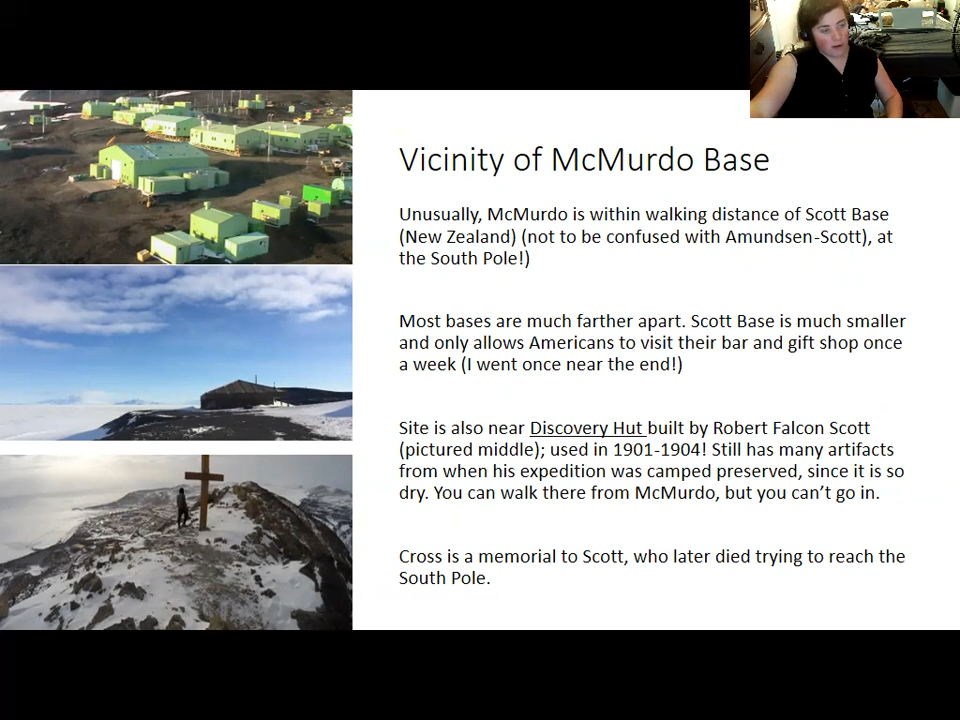 Vicinity of McMurdo Base
Unusually, McMurdo is within walking distance of Scott Base
(New Zealand) (not to be confused with Amundsen-Scott), at
the South Pole!)
Most bases are much farther apart. Scott Base is much smaller
and only allows Americans to visit their bar and gift shop once
a week (I went once near the end!)
Site is also near Discovery Hut built by Robert Falcon Scott
(pictured middle); used in 1901-1904! Still has many artifacts
from when his expedition was camped preserved, since it is so
dry. You can walk there from McMurdo, but you can’t go in.
Cross is a memorial to Scott, who later died trying to reach the
South Pole.